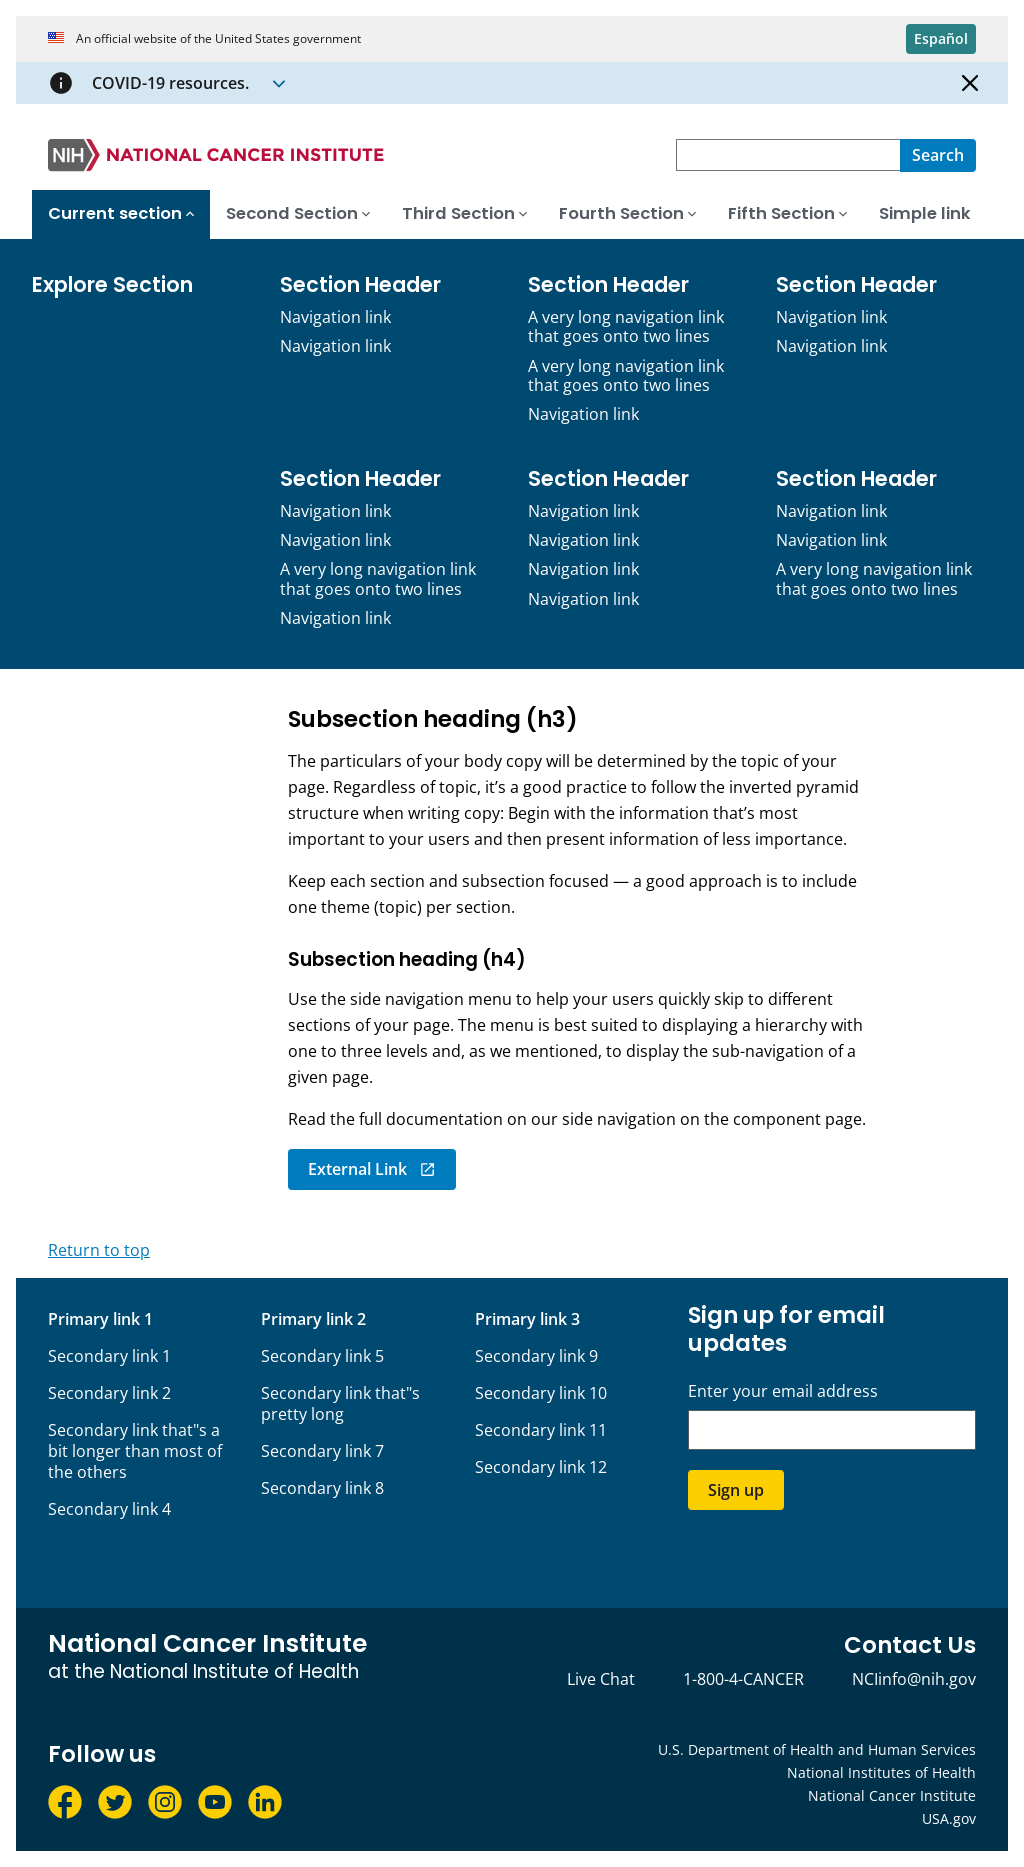 An official website of the United States government
Español
COVID-19 resources.
NIH NATIONAL CANCER INSTITUTE
Search
Current section
Second Section
Third Section
Fourth Section
Fifth Section
Simple link
Explore Section
Section Header
Navigation link
Navigation link
Section Header
A very long navigation link
that goes onto two lines
A very long navigation link
that goes onto two lines
Navigation link
Section Header
Navigation link
Navigation link
Section Header
Navigation link
Navigation link
A very long navigation link
that goes onto two lines
Navigation link
Section Header
Navigation link
Navigation link
Navigation link
Navigation link
Section Header
Navigation link
Navigation link
A very long navigation link
that goes onto two lines
Subsection heading (h3)
The particulars of your body copy will be determined by the topic of your
page. Regardless of topic, it’s a good practice to follow the inverted pyramid
structure when writing copy: Begin with the information that’s most
important to your users and then present information of less importance.
Keep each section and subsection focused — a good approach is to include
one theme (topic) per section.
Subsection heading (h4)
Use the side navigation menu to help your users quickly skip to different
sections of your page. The menu is best suited to displaying a hierarchy with
one to three levels and, as we mentioned, to display the sub-navigation of a
given page.
Read the full documentation on our side navigation on the component page.
External Link
Return to top
Primary link 1
Secondary link 1
Secondary link 2
Secondary link that"s a
bit longer than most of
the others
Secondary link 4
Primary link 2
Secondary link 5
Secondary link that"s
pretty long
Secondary link 7
Secondary link 8
Primary link 3
Secondary link 9
Secondary link 10
Secondary link 11
Secondary link 12
Sign up for email
updates
Enter your email address
Sign up
National Cancer Institute
at the National Institute of Health
Contact Us
Live Chat
1-800-4-CANCER
NCIinfo@nih.gov
Follow us
U.S. Department of Health and Human Services
National Institutes of Health
National Cancer Institute
USA.gov